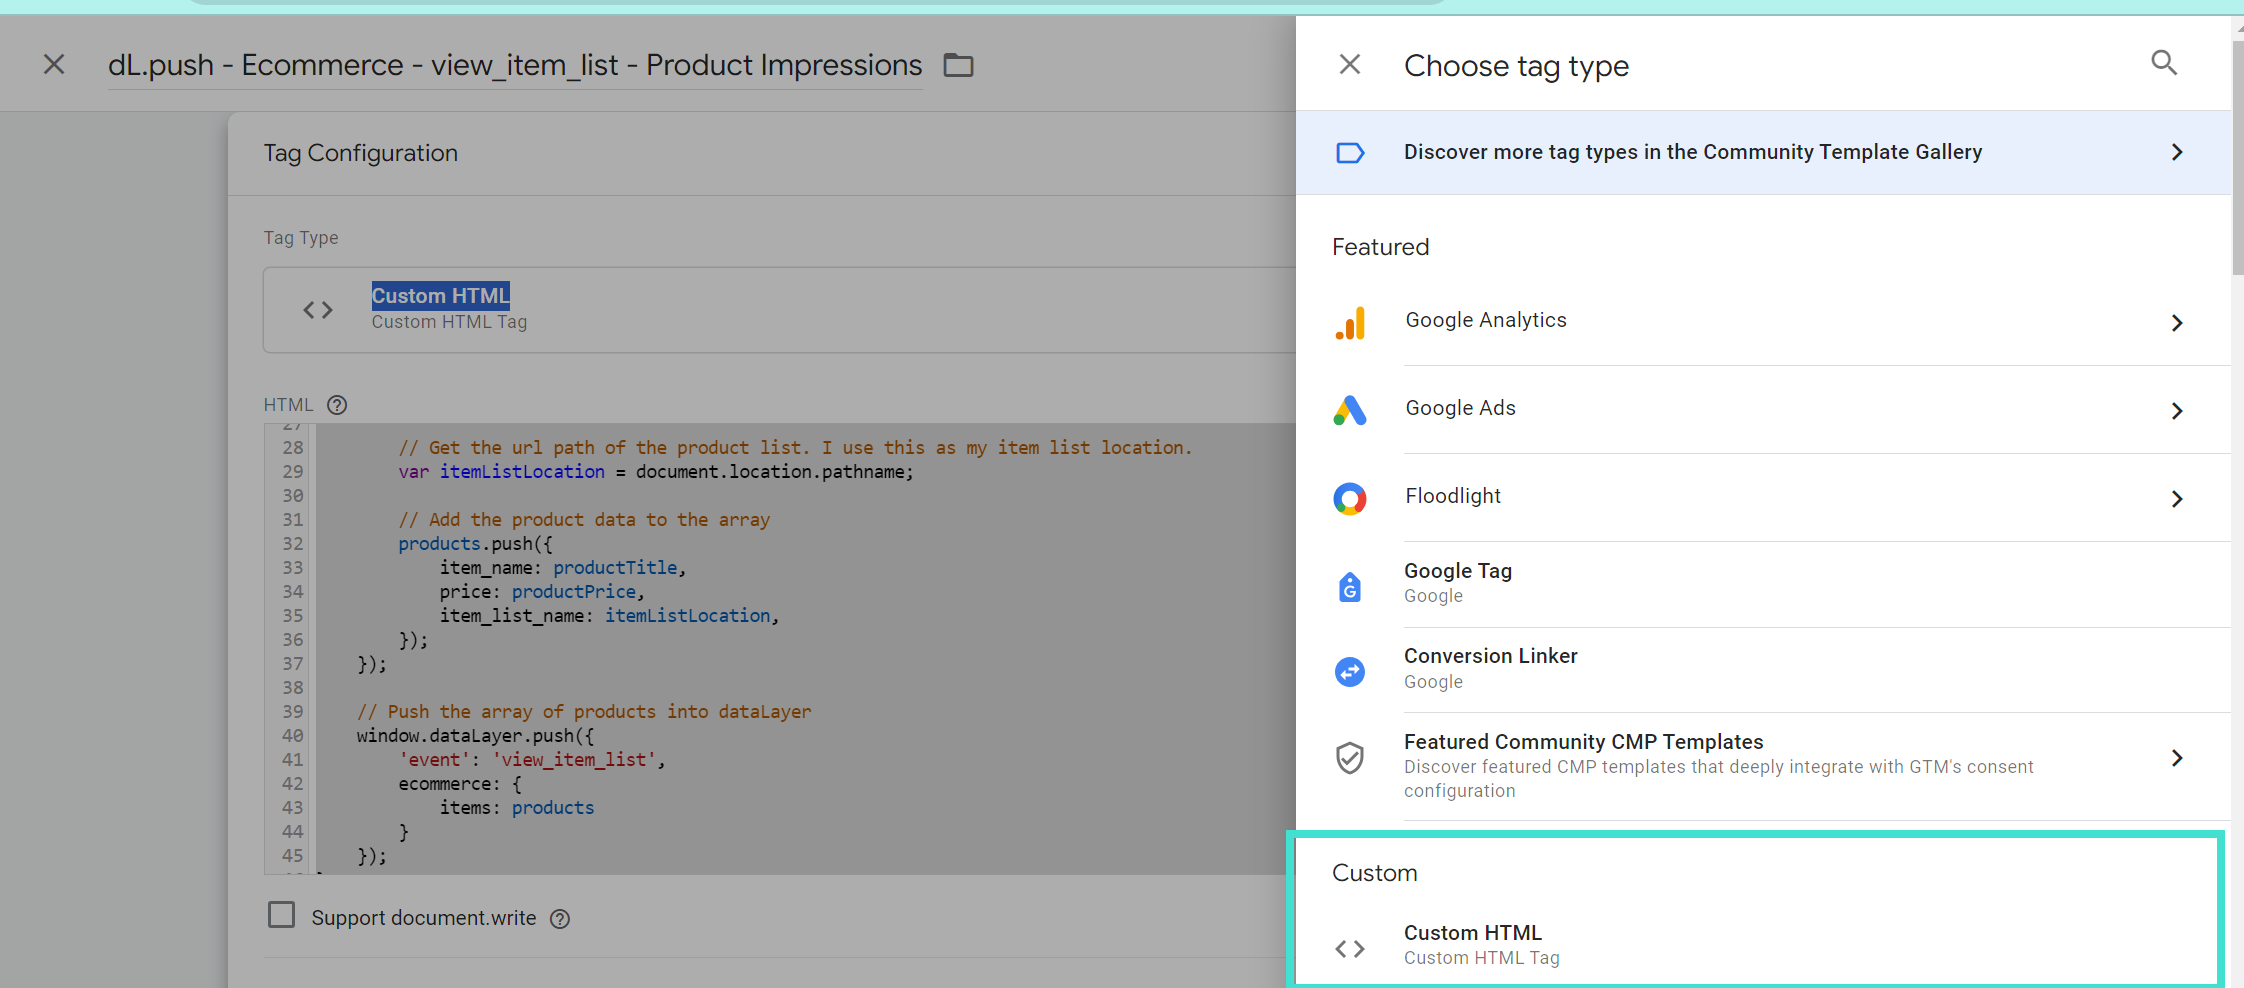 dL.push - Ecommerce - view_item_list - Product Impressions
Tag Configuration
Tag Type
Custom HTML
Custom HTML Tag
HTML
27
28 // Get the url path of the product list. I use this as my item list location.
29 var itemListLocation = document.location.pathname;
30
31 // Add the product data to the array
32 products.push({
33 item_name: productTitle,
34 price: productPrice,
35 item_list_name: itemListLocation,
36 });
37 });
38
39 // Push the array of products into dataLayer
40 window.dataLayer.push({
41 'event': 'view_item_list',
42 ecommerce: {
43 items: products
44 }
45 });
Support document.write
Choose tag type
Discover more tag types in the Community Template Gallery
Featured
Google Analytics
Google Ads
Floodlight
Google Tag
Google
Conversion Linker
Google
Featured Community CMP Templates
Discover featured CMP templates that deeply integrate with GTM's consent
configuration
Custom
Custom HTML
Custom HTML Tag